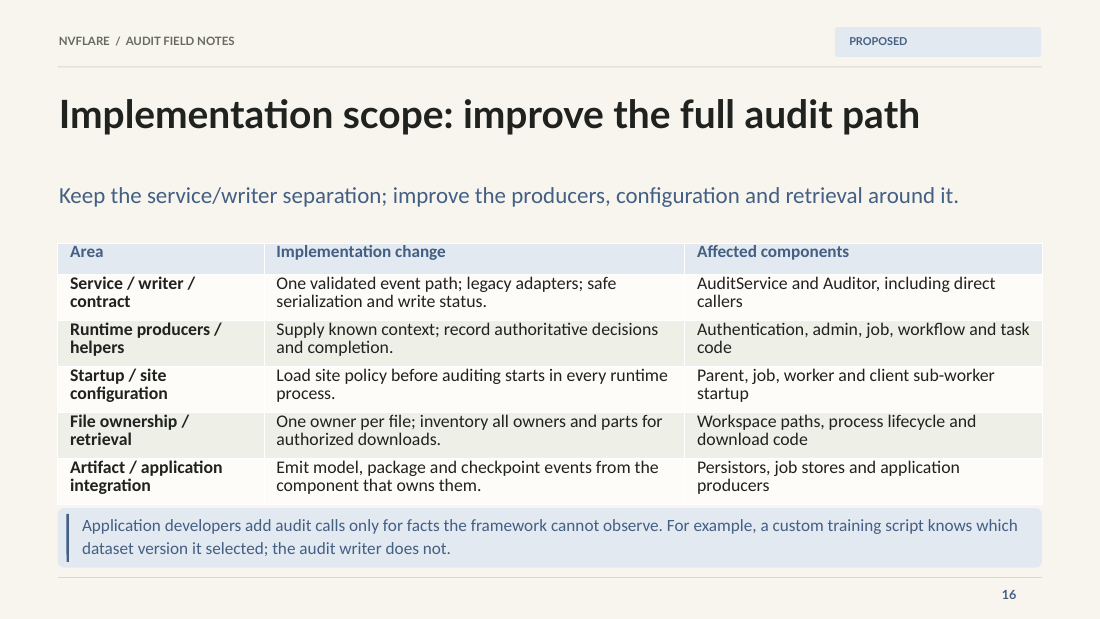 NVFLARE / AUDIT FIELD NOTES
PROPOSED
Implementation scope: improve the full audit path
Keep the service/writer separation; improve the producers, configuration and retrieval around it.
Area
Implementation change
Affected components
Service / writer /
contract
One validated event path; legacy adapters; safe
serialization and write status.
AuditService and Auditor, including direct
callers
Runtime producers /
helpers
Supply known context; record authoritative decisions
and completion.
Authentication, admin, job, workflow and task
code
Startup / site
configuration
Load site policy before auditing starts in every runtime
process.
Parent, job, worker and client sub-worker
startup
File ownership /
retrieval
One owner per file; inventory all owners and parts for
authorized downloads.
Workspace paths, process lifecycle and
download code
Artifact / application
integration
Emit model, package and checkpoint events from the
component that owns them.
Persistors, job stores and application
producers
Application developers add audit calls only for facts the framework cannot observe. For example, a custom training script knows which
dataset version it selected; the audit writer does not.
16